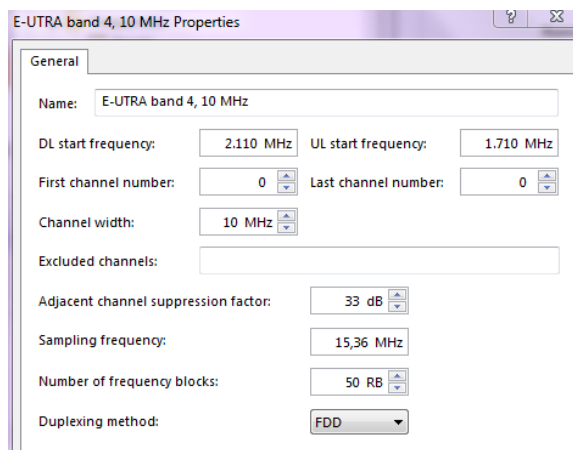 E-UTRA band 4, 10 MHz Properties
General
Name: E-UTRA band 4, 10 MHz
DL start frequency: 2.110 MHz UL start frequency: 1.710 MHz
First channel number: 0 Last channel number: 0
Channel width: 10 MHz
Excluded channels:
Adjacent channel suppression factor: 33 dB
Sampling frequency: 15,36 MHz
Number of frequency blocks: 50 RB
Duplexing method: FDD